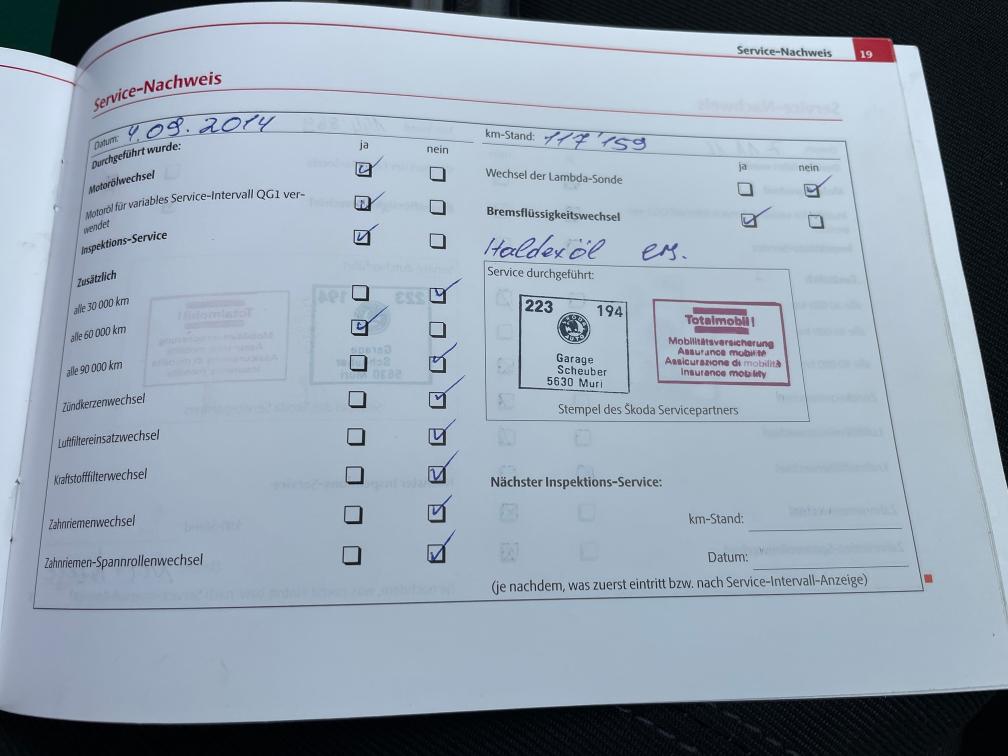 Service-Nachweis 19
Service-Nachweis
Datum: 4.09.2014
km-Stand: 117'159
Durchgeführt wurde:
ja nein
Motorölwechsel
Motoröl für variables Service-Intervall QG1 ver-
wendet
Inspektions-Service
Zusätzlich
alle 30 000 km
alle 60 000 km
alle 90 000 km
Zündkerzenwechsel
Luftfiltereinsatzwechsel
Kraftstofffilterwechsel
Zahnriemenwechsel
Zahnriemen-Spannrollenwechsel
ja nein
Wechsel der Lambda-Sonde
Bremsflüssigkeitswechsel
Haldexöl ers.
Service durchgeführt:
223 194
Garage
Scheuber
5630 Muri
Totalmobil!
Mobilitätsversicherung
Assurance mobilité
Assicurazione di mobilità
Insurance mobility
Stempel des Škoda Servicepartners
Nächster Inspektions-Service:
km-Stand:
Datum:
(je nachdem, was zuerst eintritt bzw. nach Service-Intervall-Anzeige)